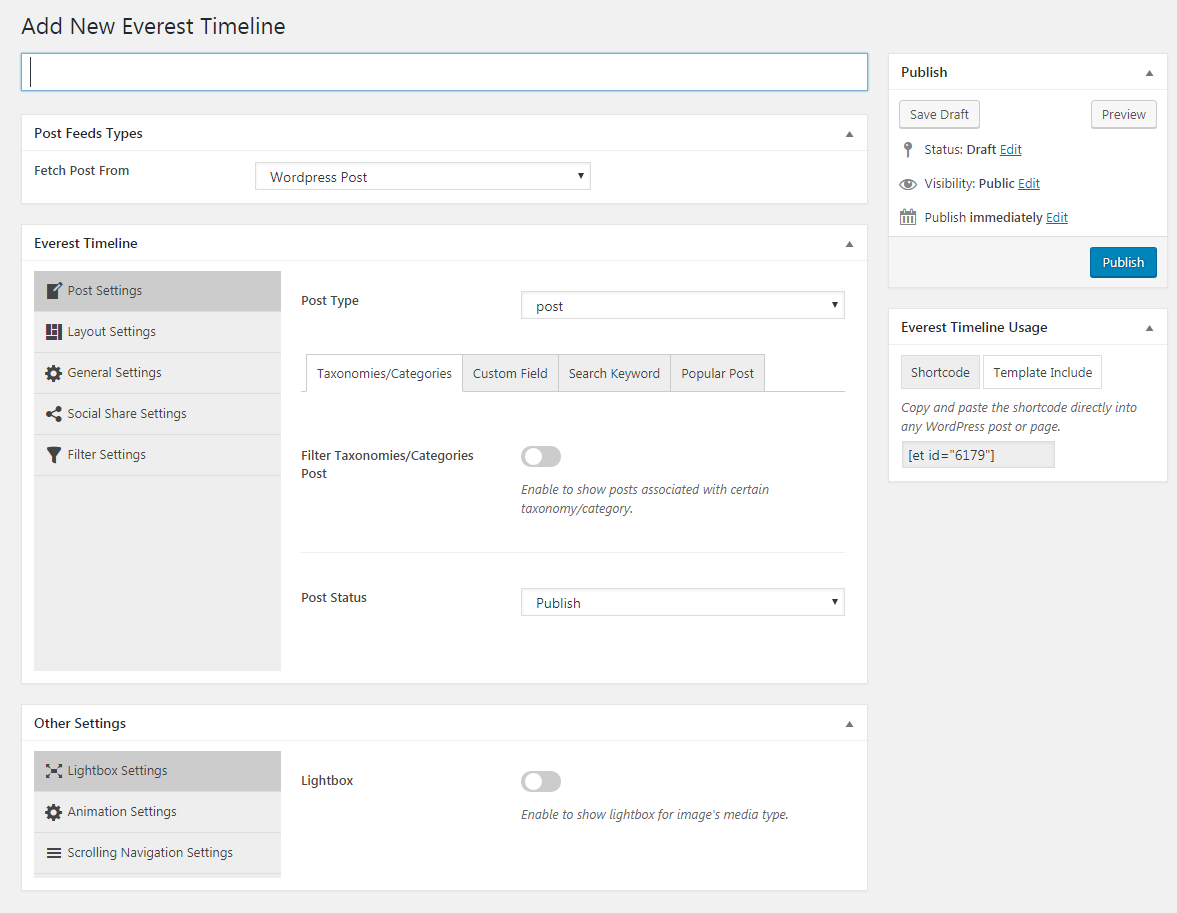 Add New Everest Timeline
Post Feeds Types
Fetch Post From
Wordpress Post
Everest Timeline
Post Settings
Layout Settings
General Settings
Social Share Settings
Filter Settings
Post Type
post
Taxonomies/Categories
Custom Field
Search Keyword
Popular Post
Filter Taxonomies/Categories
Post
Enable to show posts associated with certain
taxonomy/category.
Post Status
Publish
Other Settings
Lightbox Settings
Animation Settings
Scrolling Navigation Settings
Lightbox
Enable to show lightbox for image's media type.
Publish
Save Draft
Preview
Status: Draft Edit
Visibility: Public Edit
Publish immediately Edit
Publish
Everest Timeline Usage
Shortcode
Template Include
Copy and paste the shortcode directly into
any WordPress post or page.
[et id="6179"]